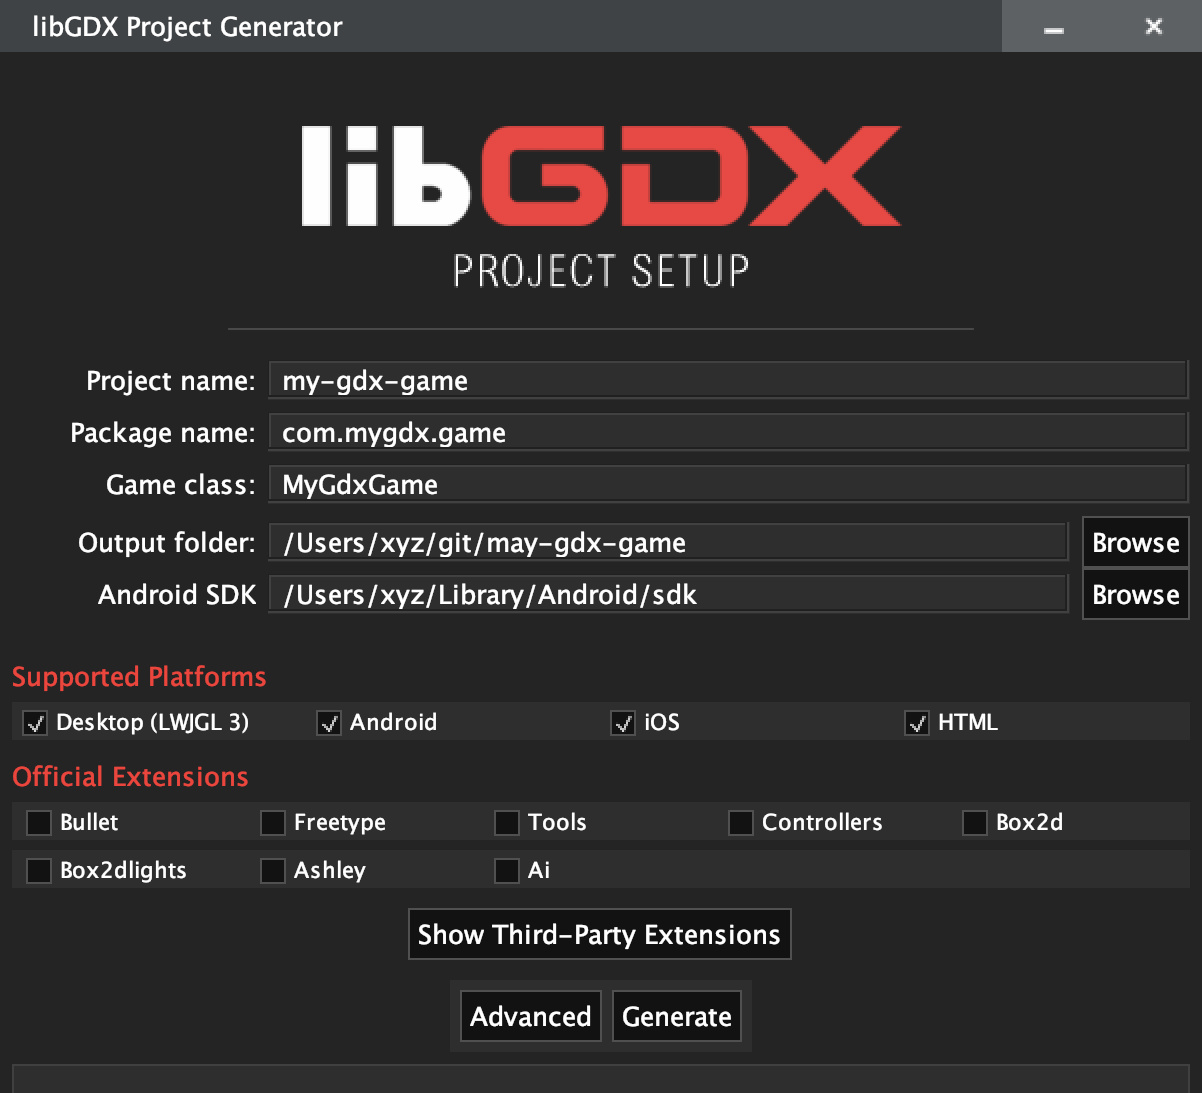 libGDX Project Generator
libGDX
PROJECT SETUP
Project name: my-gdx-game
Package name: com.mygdx.game
Game class: MyGdxGame
Output folder: /Users/xyz/git/may-gdx-game Browse
Android SDK /Users/xyz/Library/Android/sdk Browse
Supported Platforms
Desktop (LWJGL 3) Android iOS HTML
Official Extensions
Bullet Freetype Tools Controllers Box2d
Box2dlights Ashley Ai
Show Third-Party Extensions
Advanced Generate